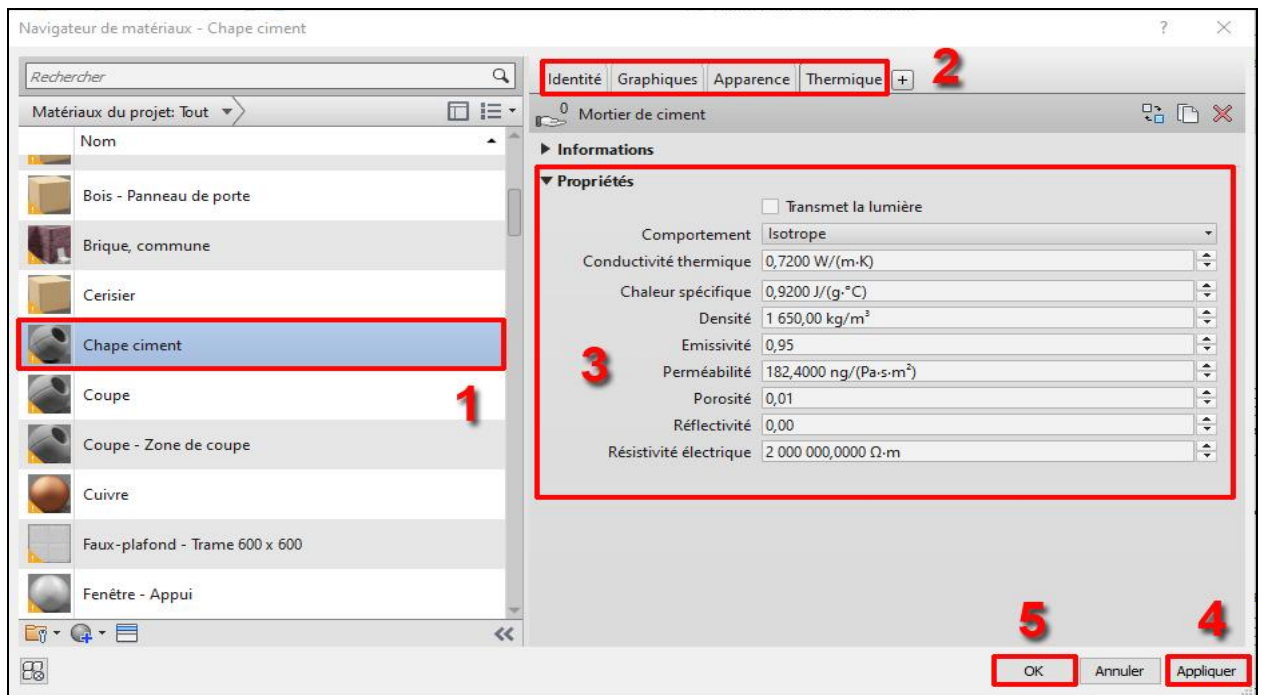 Navigateur de matériaux - Chape ciment
?
Rechercher
Matériaux du projet: Tout
Nom
Bois - Panneau de porte
Brique, commune
Cerisier
Chape ciment
Coupe
Coupe - Zone de coupe
Cuivre
Faux-plafond - Trame 600 x 600
Fenêtre - Appui
1
Identité Graphiques Apparence Thermique +
2
0
Mortier de ciment
Informations
Propriétés
Transmet la lumière
Comportement Isotrope
Conductivité thermique 0,7200 W/(m·K)
Chaleur spécifique 0,9200 J/(g·°C)
Densité 1 650,00 kg/m³
Emissivité 0,95
Perméabilité 182,4000 ng/(Pa·s·m²)
Porosité 0,01
Réflectivité 0,00
Résistivité électrique 2 000 000,0000 Ω·m
3
5
4
OK Annuler Appliquer